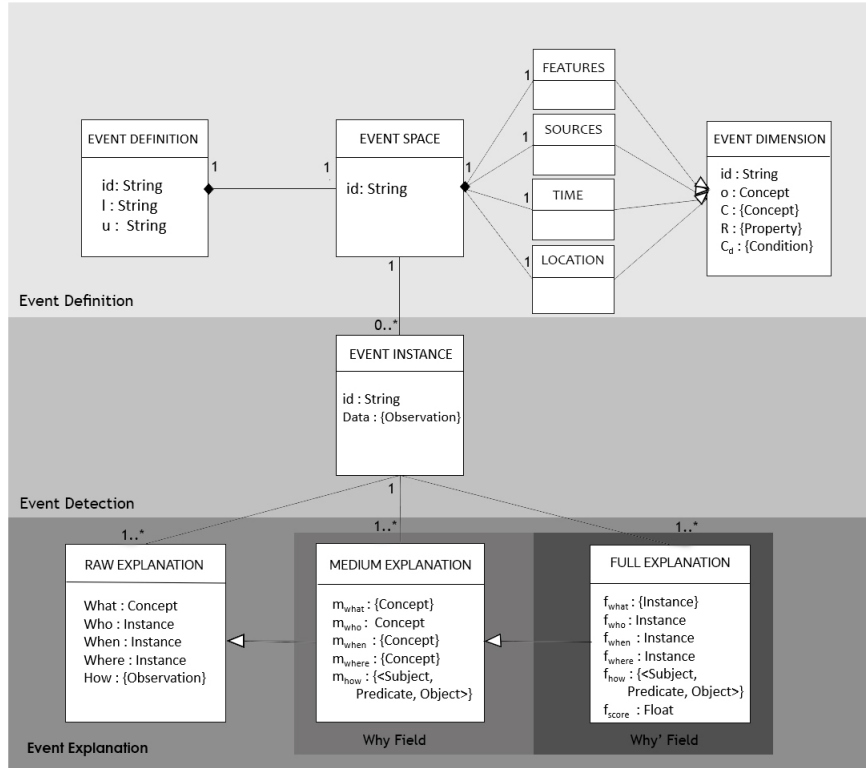 FEATURES
1
EVENT DEFINITION
id: String
l : String
u : String
1
1
EVENT SPACE
id: String
1
1
SOURCES
1
TIME
1
LOCATION
EVENT DIMENSION
id : String
o : Concept
C : {Concept}
R : {Property}
Cd : {Condition}
1
Event Definition
0..*
EVENT INSTANCE
id : String
Data : {Observation}
Event Detection
1
1..*
1..*
1..*
RAW EXPLANATION
What : Concept
Who : Instance
When : Instance
Where : Instance
How : {Observation}
MEDIUM EXPLANATION
mwhat : {Concept}
mwho : Concept
mwhen : {Concept}
mwhere : {Concept}
mhow : {<Subject,
Predicate, Object>}
FULL EXPLANATION
fwhat : {Instance}
fwho : Instance
fwhen : Instance
fwhere : Instance
fhow : {<Subject,
Predicate, Object>}
fscore : Float
Event Explanation
Why Field
Why' Field